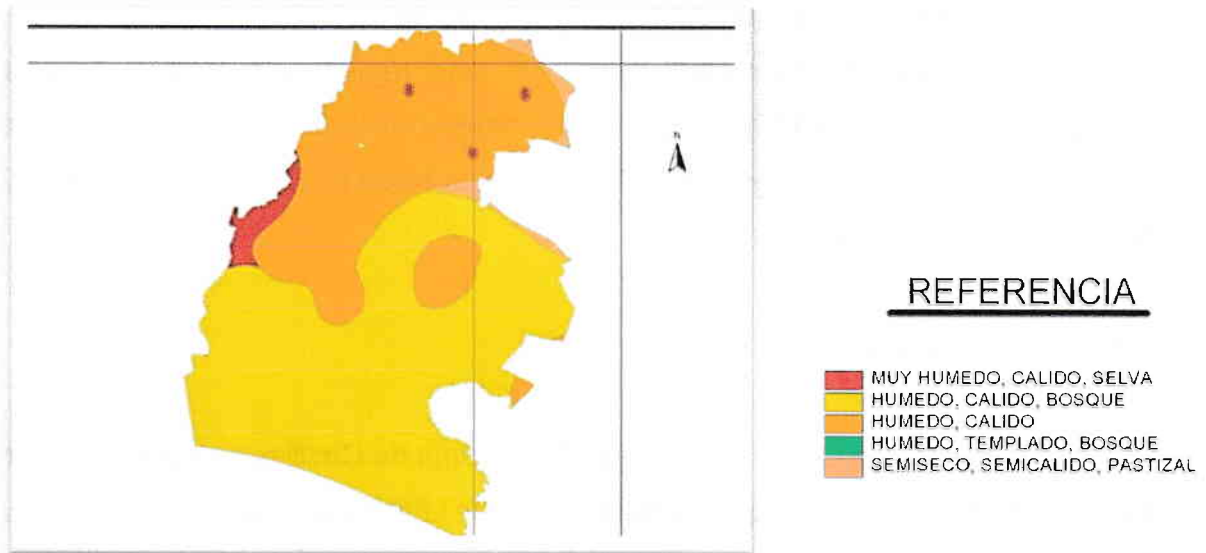 N
REFERENCIA
MUY HUMEDO, CALIDO, SELVA
HUMEDO, CALIDO, BOSQUE
HUMEDO, CALIDO
HUMEDO, TEMPLADO, BOSQUE
SEMISECO, SEMICALIDO, PASTIZAL